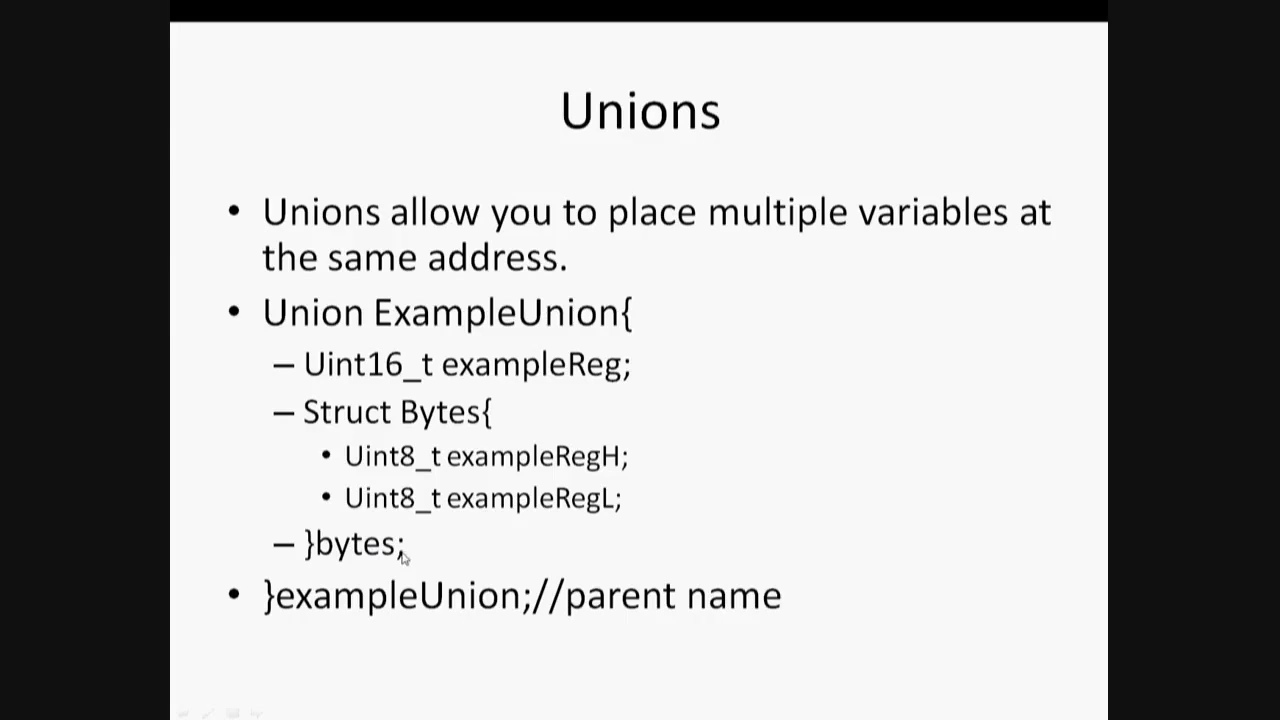 Unions
• Unions allow you to place multiple variables at
the same address.
• Union ExampleUnion{
– Uint16_t exampleReg;
– Struct Bytes{
• Uint8_t exampleRegH;
• Uint8_t exampleRegL;
– }bytes;
• }exampleUnion;//parent name